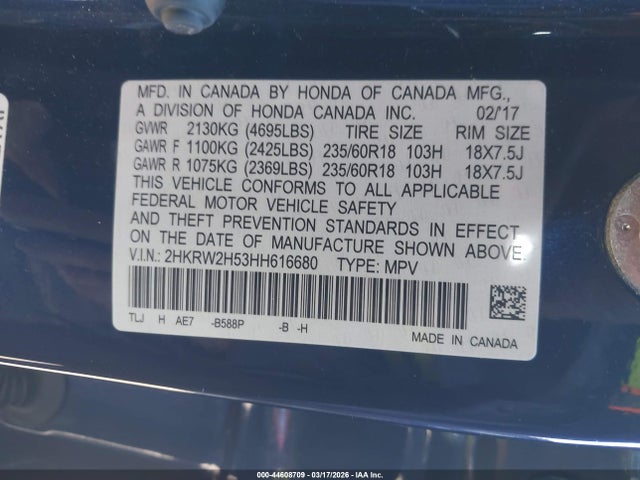 MFD. IN CANADA BY HONDA OF CANADA MFG.,
A DIVISION OF HONDA CANADA INC. 02/'17
GVWR 2130KG (4695LBS) TIRE SIZE RIM SIZE
GAWR F 1100KG (2425LBS) 235/60R18 103H 18X7.5J
GAWR R 1075KG (2369LBS) 235/60R18 103H 18X7.5J
THIS VEHICLE CONFORMS TO ALL APPLICABLE
FEDERAL MOTOR VEHICLE SAFETY
AND THEFT PREVENTION STANDARDS IN EFFECT
ON THE DATE OF MANUFACTURE SHOWN ABOVE.
V.I.N.: 2HKRW2H53HH616680 TYPE: MPV
TLJ H AE7 -B588P -B -H
MADE IN CANADA
000-44608709 - 03/17/2026 - IAA Inc.